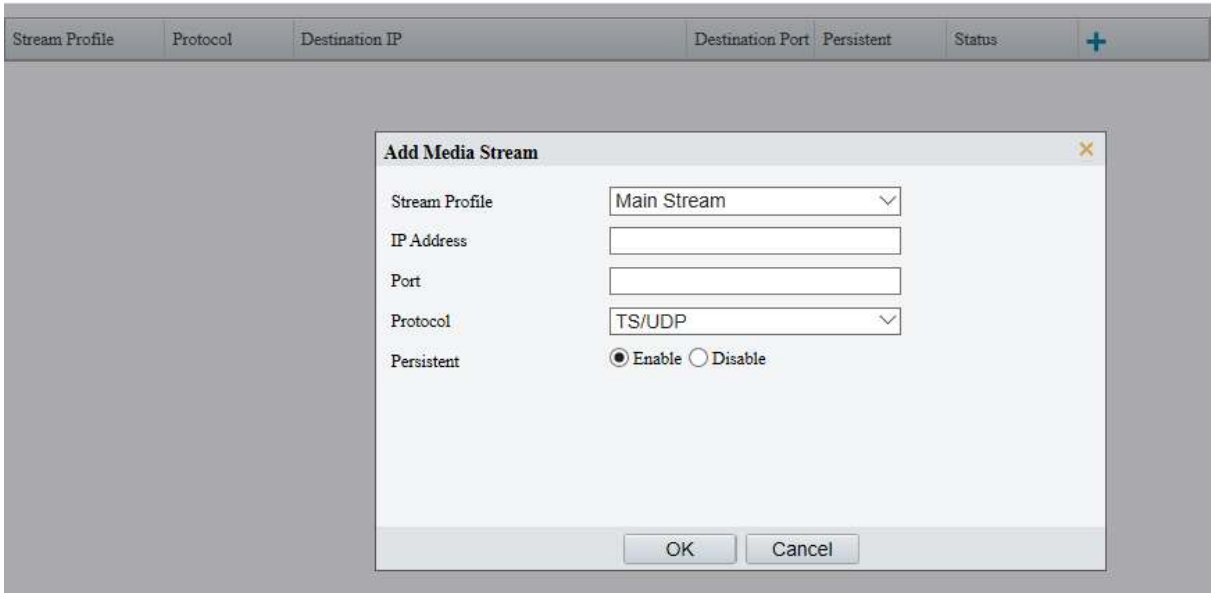 Stream Profile Protocol Destination IP Destination Port Persistent Status
Add Media Stream
Stream Profile Main Stream
IP Address
Port
Protocol TS/UDP
Persistent Enable Disable
OK Cancel